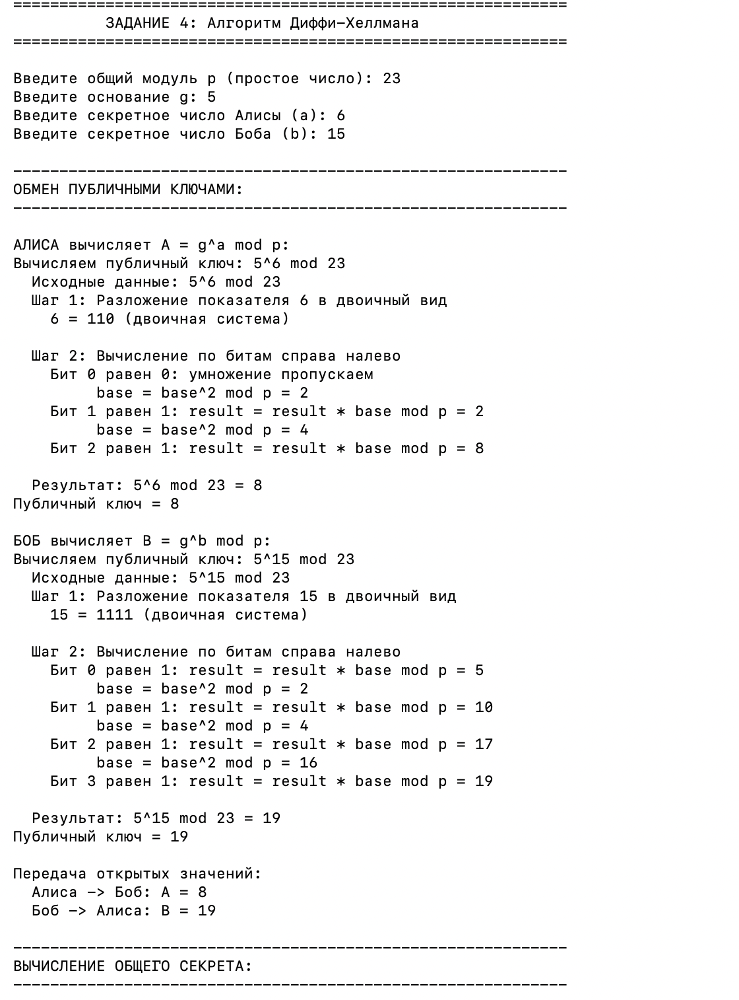 ============================================================
ЗАДАНИЕ 4: Алгоритм Диффи-Хеллмана
============================================================
Введите общий модуль p (простое число): 23
Введите основание g: 5
Введите секретное число Алисы (a): 6
Введите секретное число Боба (b): 15
------------------------------------------------------------
ОБМЕН ПУБЛИЧНЫМИ КЛЮЧАМИ:
------------------------------------------------------------
АЛИСА вычисляет A = g^a mod p:
Вычисляем публичный ключ: 5^6 mod 23
Исходные данные: 5^6 mod 23
Шаг 1: Разложение показателя 6 в двоичный вид
6 = 110 (двоичная система)
Шаг 2: Вычисление по битам справа налево
Бит 0 равен 0: умножение пропускаем
base = base^2 mod p = 2
Бит 1 равен 1: result = result * base mod p = 2
base = base^2 mod p = 4
Бит 2 равен 1: result = result * base mod p = 8
Результат: 5^6 mod 23 = 8
Публичный ключ = 8
БОБ вычисляет B = g^b mod p:
Вычисляем публичный ключ: 5^15 mod 23
Исходные данные: 5^15 mod 23
Шаг 1: Разложение показателя 15 в двоичный вид
15 = 1111 (двоичная система)
Шаг 2: Вычисление по битам справа налево
Бит 0 равен 1: result = result * base mod p = 5
base = base^2 mod p = 2
Бит 1 равен 1: result = result * base mod p = 10
base = base^2 mod p = 4
Бит 2 равен 1: result = result * base mod p = 17
base = base^2 mod p = 16
Бит 3 равен 1: result = result * base mod p = 19
Результат: 5^15 mod 23 = 19
Публичный ключ = 19
Передача открытых значений:
Алиса -> Боб: A = 8
Боб -> Алиса: B = 19
------------------------------------------------------------
ВЫЧИСЛЕНИЕ ОБЩЕГО СЕКРЕТА:
------------------------------------------------------------